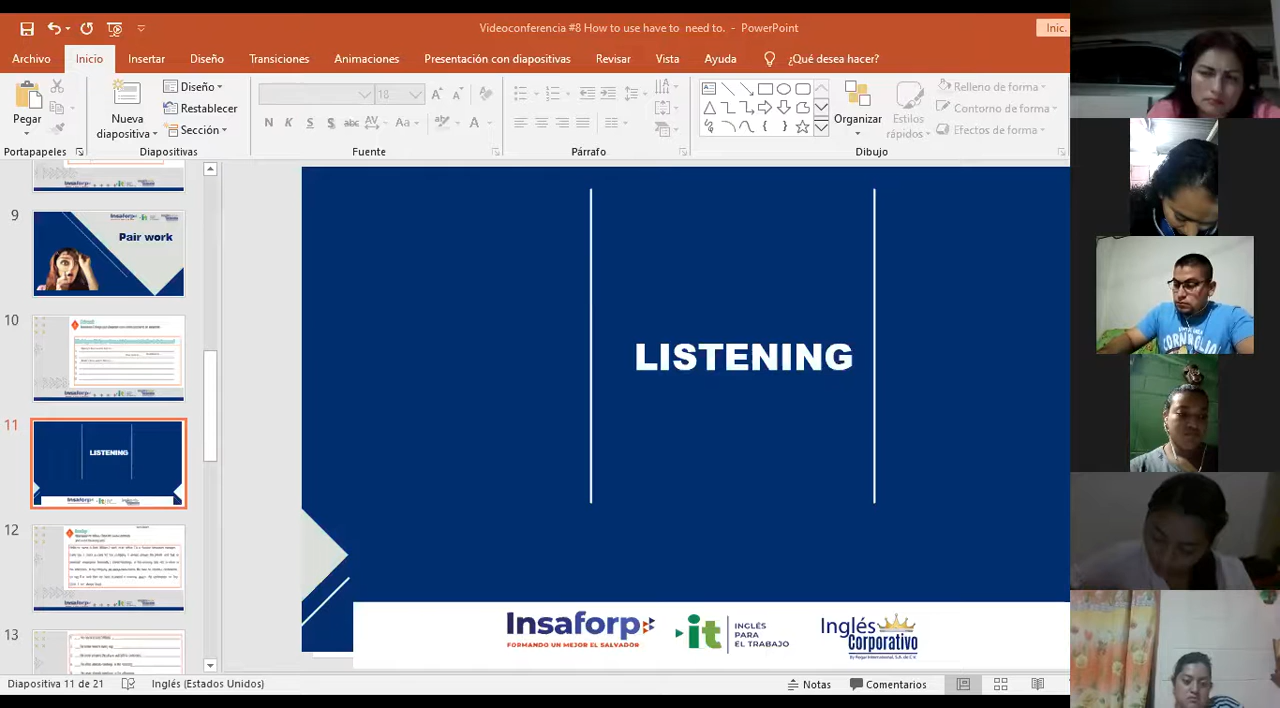 Videoconferencia #8 How to use have to need to. - PowerPoint
Inic.
Archivo Inicio Insertar Diseño Transiciones Animaciones Presentación con diapositivas Revisar Vista Ayuda ¿Qué desea hacer?
Pegar
Nueva diapositiva
Diseño
Restablecer
Sección
18
N K S S abc AV Aa A
Organizar
Estilos rápidos
Relleno de forma
Contorno de forma
Efectos de forma
Portapapeles Diapositivas Fuente Párrafo Dibujo
9
Pair work
10
11
LISTENING
12
13
LISTENING
Insaforp
FORMANDO UN MEJOR EL SALVADOR
it
INGLÉS
PARA
EL TRABAJO
Inglés
Corporativo
Diapositiva 11 de 21 Inglés (Estados Unidos) Notas Comentarios